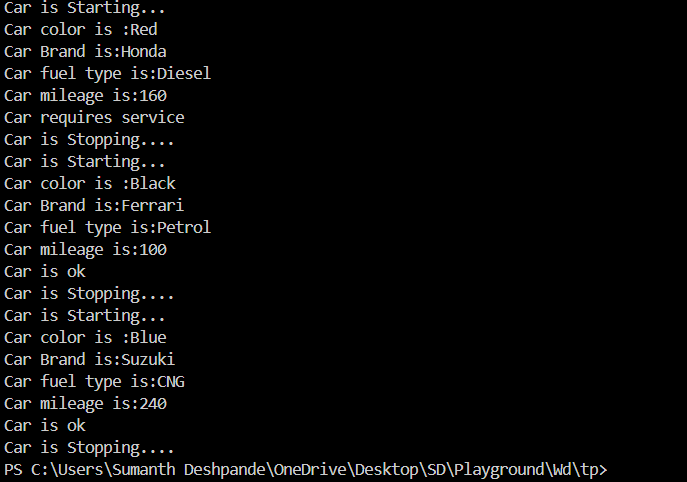 Car is Starting...
Car color is :Red
Car Brand is:Honda
Car fuel type is:Diesel
Car mileage is:160
Car requires service
Car is Stopping....
Car is Starting...
Car color is :Black
Car Brand is:Ferrari
Car fuel type is:Petrol
Car mileage is:100
Car is ok
Car is Stopping....
Car is Starting...
Car color is :Blue
Car Brand is:Suzuki
Car fuel type is:CNG
Car mileage is:240
Car is ok
Car is Stopping....
PS C:\Users\Sumanth Deshpande\OneDrive\Desktop\SD\Playground\Wd\tp>